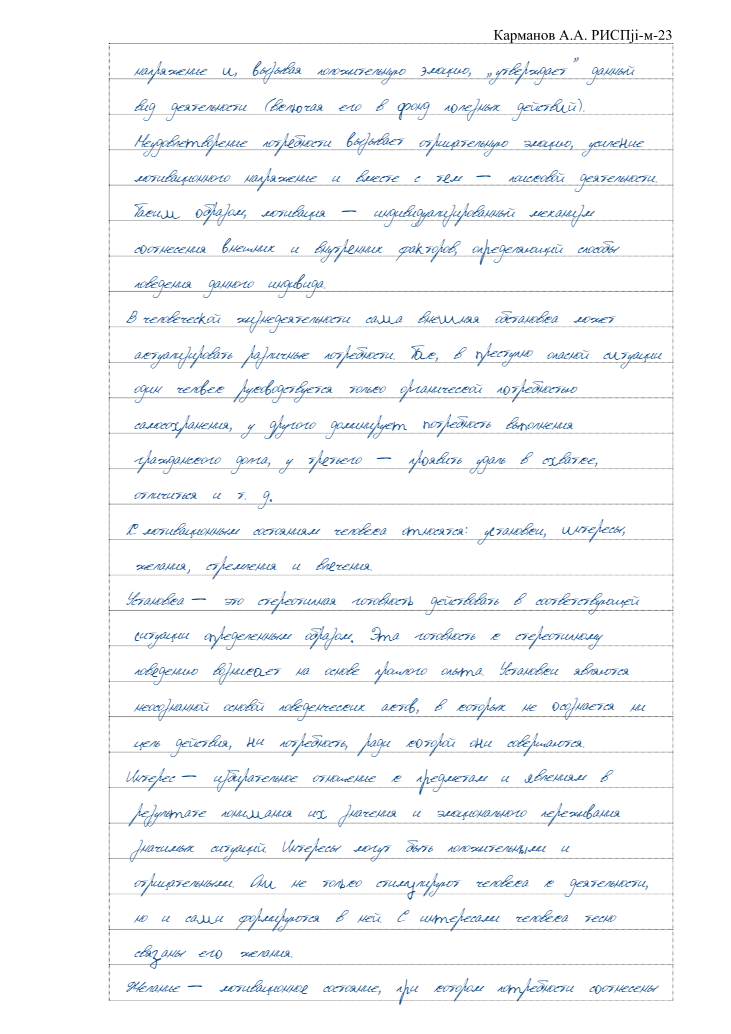 Карманов А.А. РИСПji-м-23
напряжение и, вызывая положительную эмоцию, „утверждает” данный
вид деятельности (включая его в фонд полезных действий).
Неудовлетворение потребности вызывает отрицательную эмоцию, усиление
мотивационного напряжение и вместе с тем — поисковой деятельности.
Таким образом, мотивация — индивидуализированный механизм
соотнесения внешних и внутренних факторов, определяющий способы
поведения данного индивида.
В человеческой жизнедеятельности сама внешняя обстановка может
актуализировать различные потребности. Так, в преступно опасной ситуации
один человек руководствуется только органической потребностью
самосохранения, у другого доминирует потребность выполнения
гражданского долга, у третьего — проявить удаль в схватке,
отличиться и т. д.
К мотивационным состояниям человека относятся: установки, интересы,
желания, стремления и влечения.
Установка — это стереотипная готовность действовать в соответствующей
ситуации определенным образом. Эта готовность к стереотипному
поведению возникает на основе прошлого опыта. Установки являются
неосознанной основой поведенческих актов, в которых не осознается ни
цель действия, ни потребность, ради которой они совершаются.
Интерес — избирательное отношение к предметам и явлениям в
результате понимания их значения и эмоционального переживания
значимых ситуаций. Интересы могут быть положительными и
отрицательными. Они не только стимулируют человека к деятельности,
но и сами формируются в ней. С интересами человека тесно
связаны его желания.
Желание — мотивационное состояние, при котором потребности соотнесены